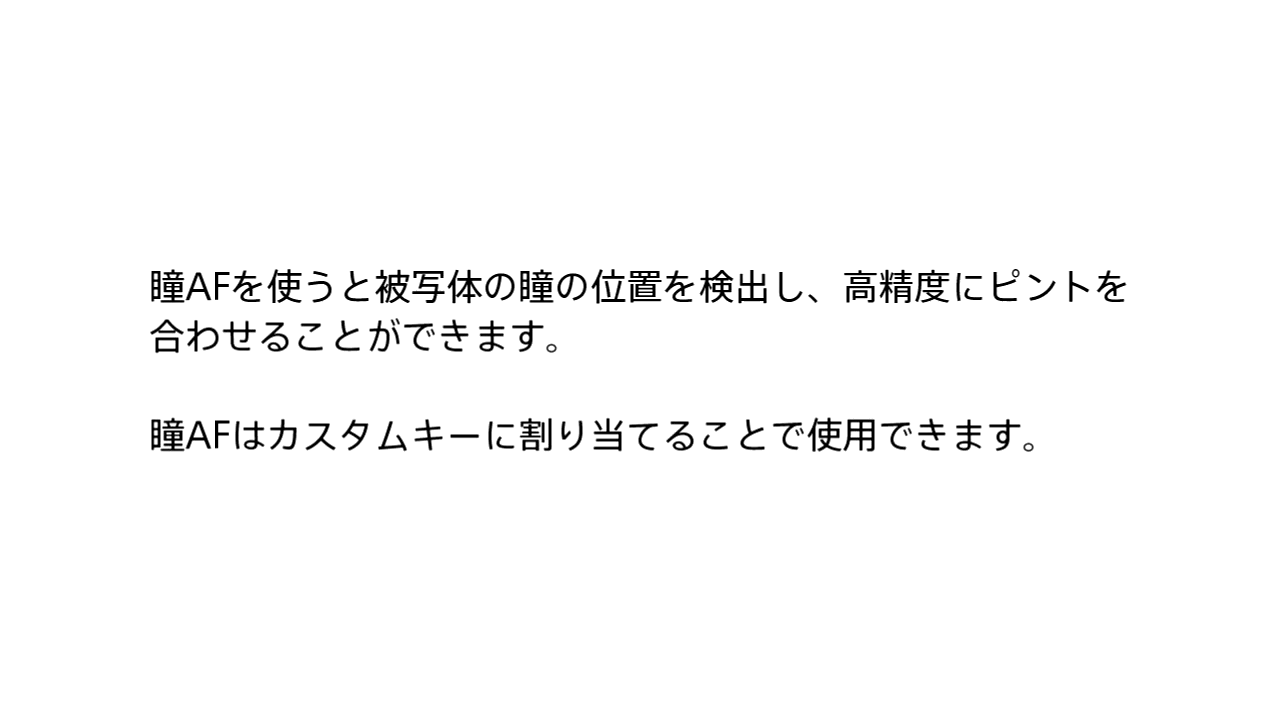 瞳AFを使うと被写体の瞳の位置を検出し、高精度にピントを
合わせることができます。
瞳AFはカスタムキーに割り当てることで使用できます。